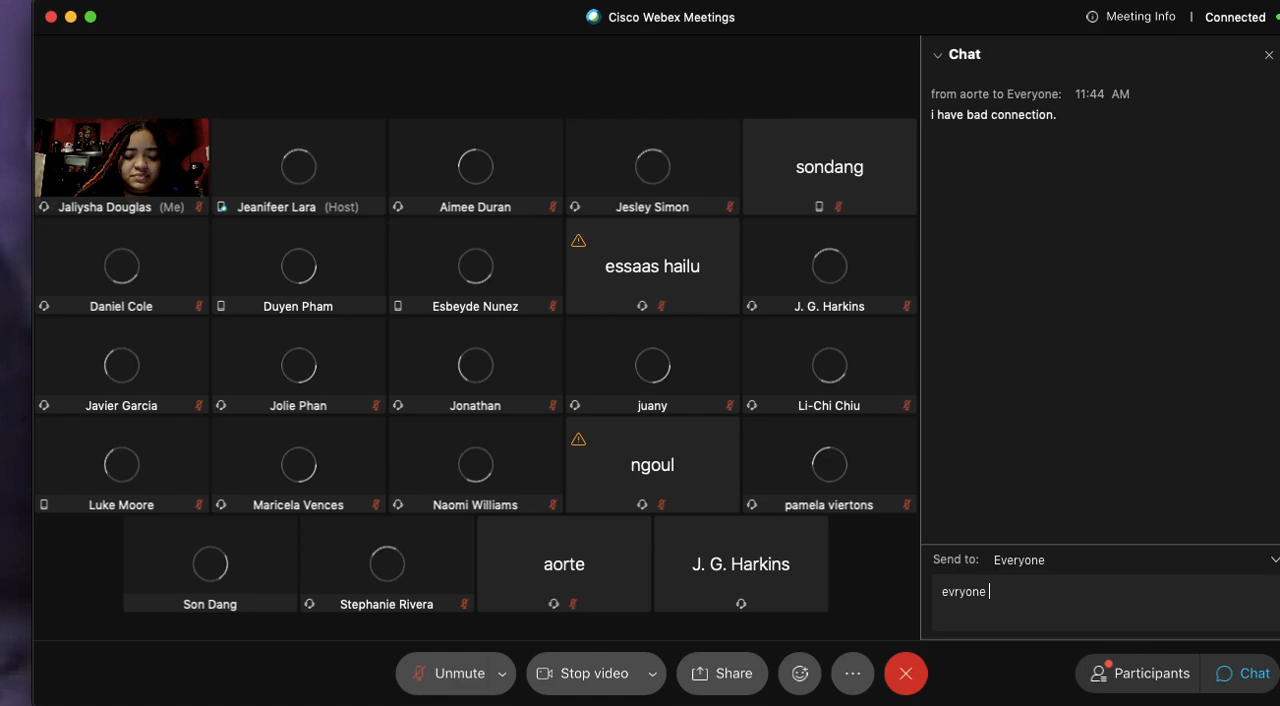 Cisco Webex Meetings
Meeting Info | Connected
Chat
from aorte to Everyone: 11:44 AM
i have bad connection.
Jaliysha Douglas (Me)
Jeanifeer Lara (Host)
Aimee Duran
Jesley Simon
sondang
Daniel Cole
Duyen Pham
Esbeyde Nunez
essaas hailu
J. G. Harkins
Javier Garcia
Jolie Phan
Jonathan
juany
Li-Chi Chiu
Luke Moore
Maricela Vences
Naomi Williams
ngoul
pamela viertons
Son Dang
Stephanie Rivera
aorte
J. G. Harkins
Send to: Everyone
evryone
Unmute
Stop video
Share
Participants
Chat